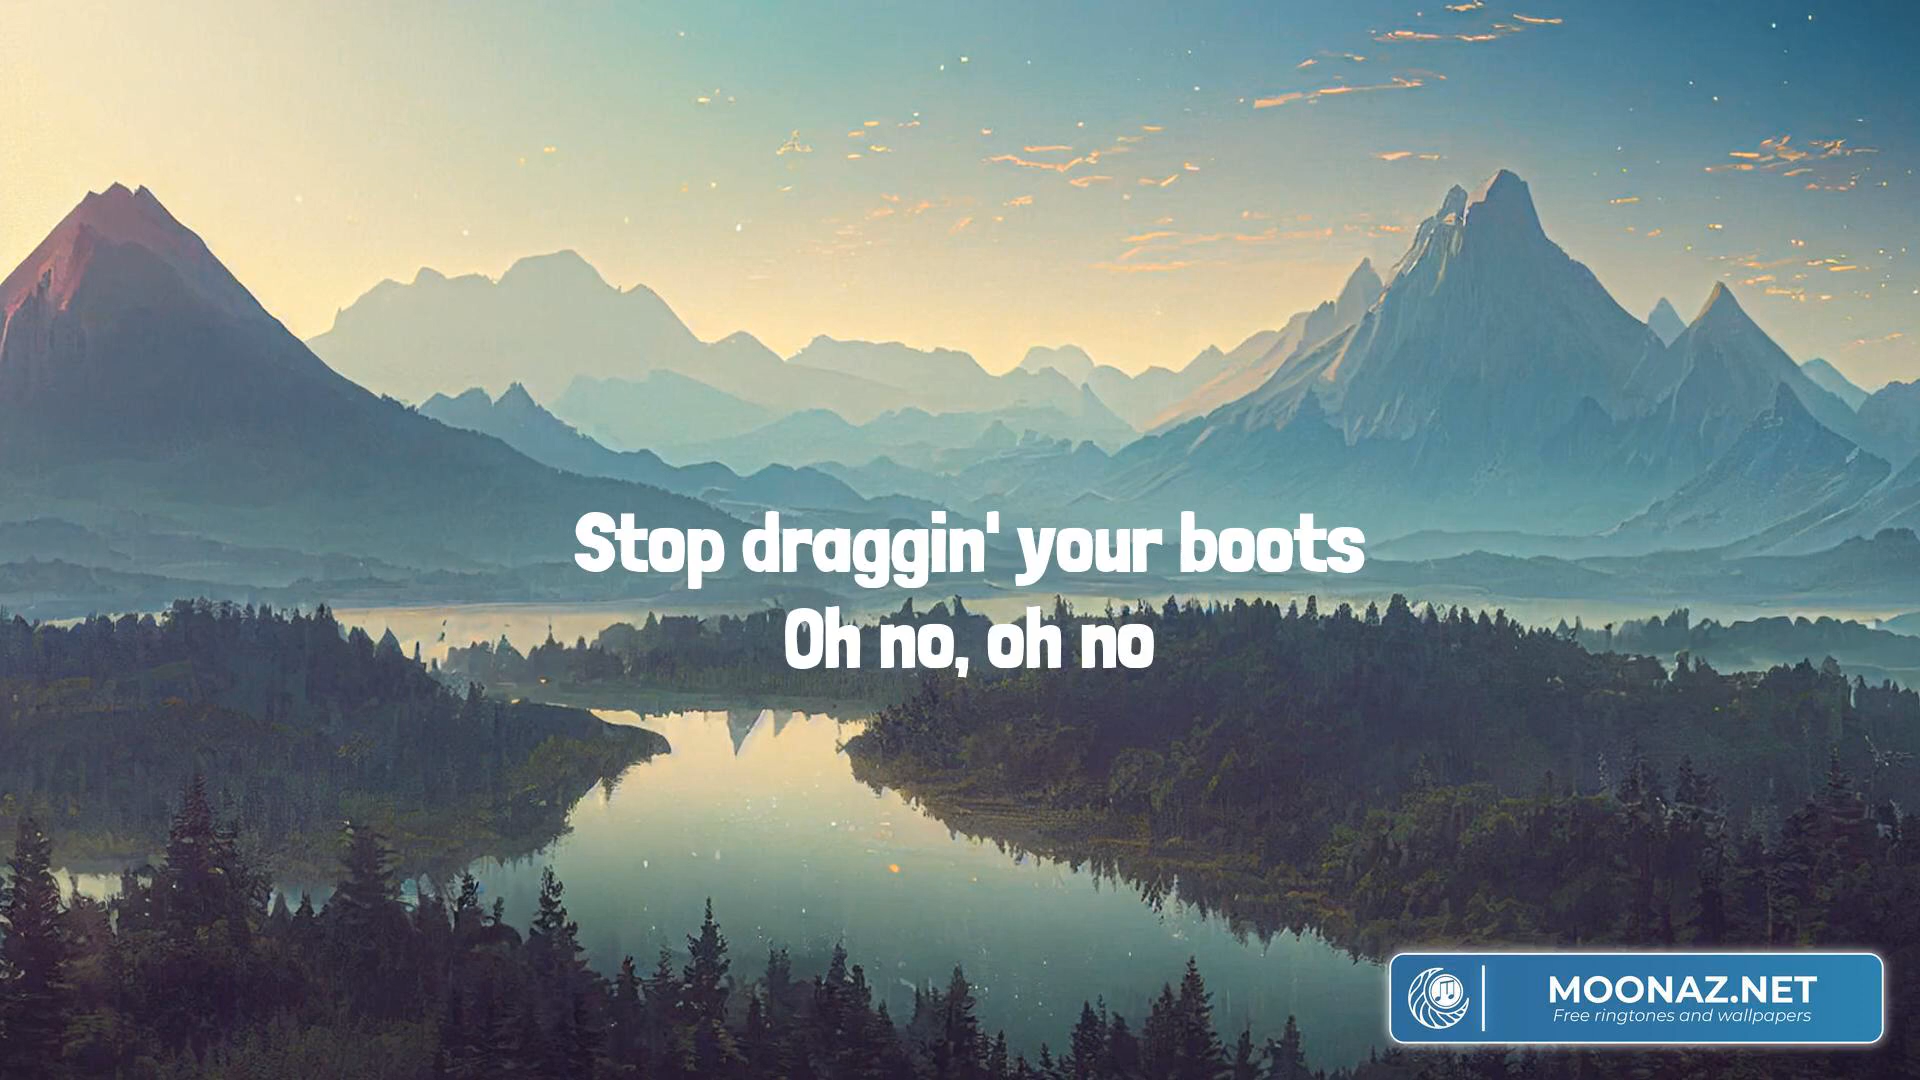 Stop draggin' your boots
Oh no, oh no
MOONAZ.NET
Free ringtones and wallpapers